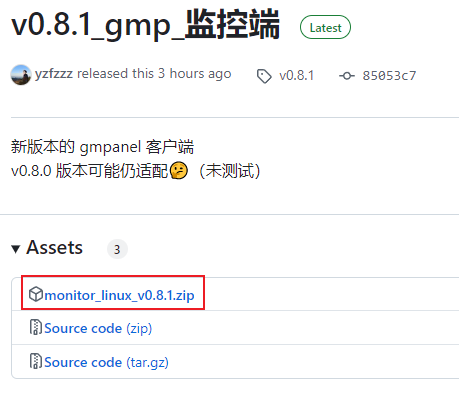 v0.8.1_gmp_监控端 Latest
yzfzzz released this 3 hours ago v0.8.1 85053c7
新版本的 gmpanel 客户端
v0.8.0 版本可能仍适配🤔（未测试）
Assets 3
monitor_linux_v0.8.1.zip
Source code (zip)
Source code (tar.gz)